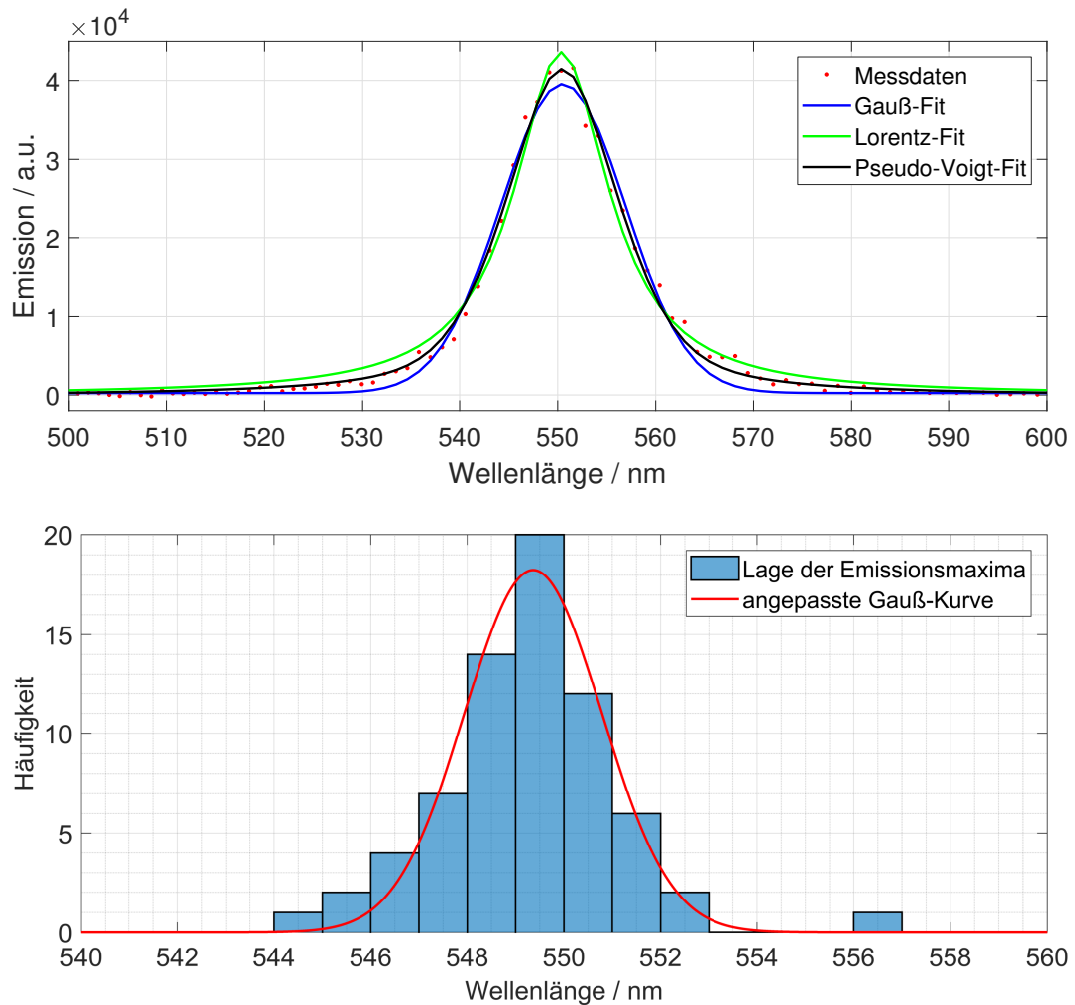 ×10⁴
4
3
2
1
0
Emission / a.u.
Messdaten
Gauß-Fit
Lorentz-Fit
Pseudo-Voigt-Fit
500 510 520 530 540 550 560 570 580 590 600
Wellenlänge / nm
20
15
10
5
0
Häufigkeit
Lage der Emissionsmaxima
angepasste Gauß-Kurve
540 542 544 546 548 550 552 554 556 558 560
Wellenlänge / nm